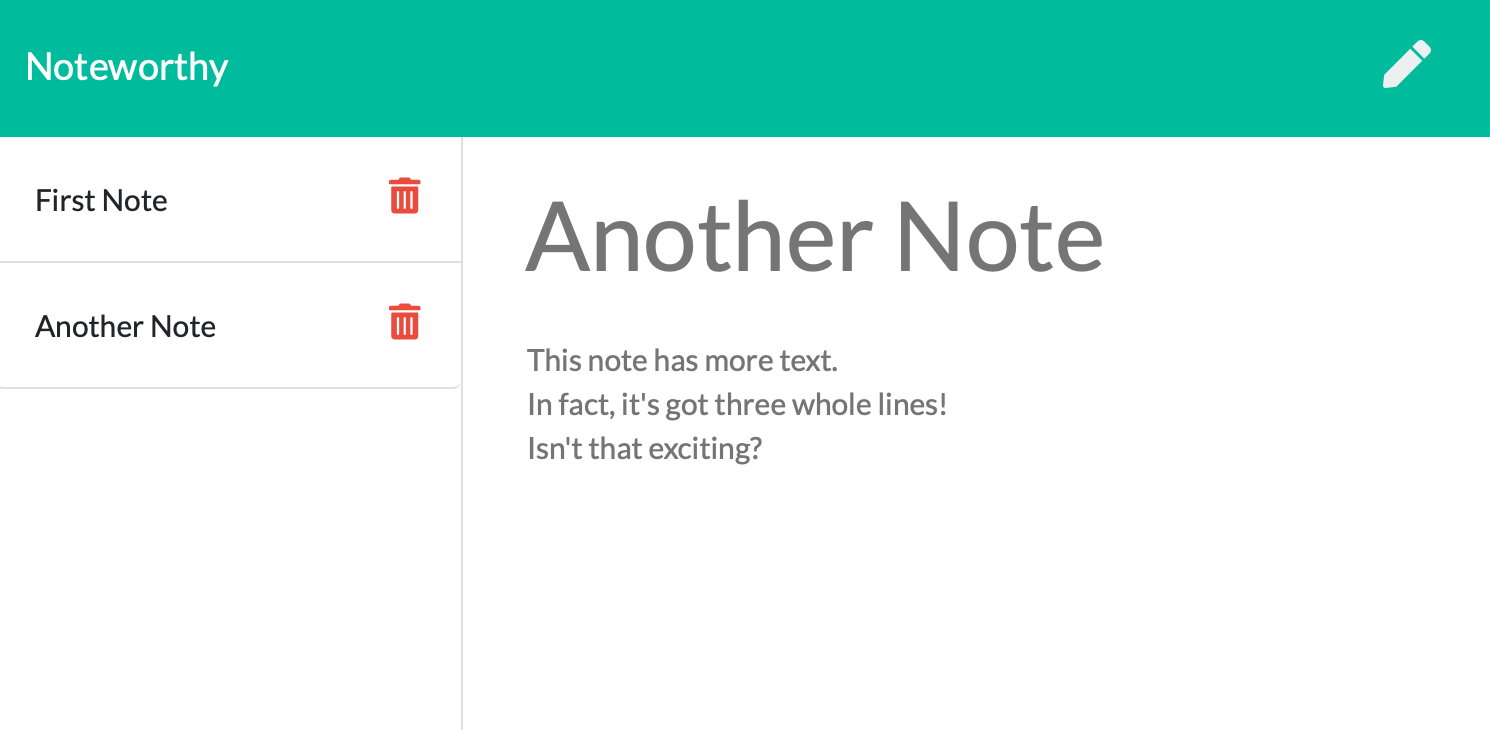 Noteworthy
First Note
Another Note
Another Note
This note has more text.
In fact, it's got three whole lines!
Isn't that exciting?